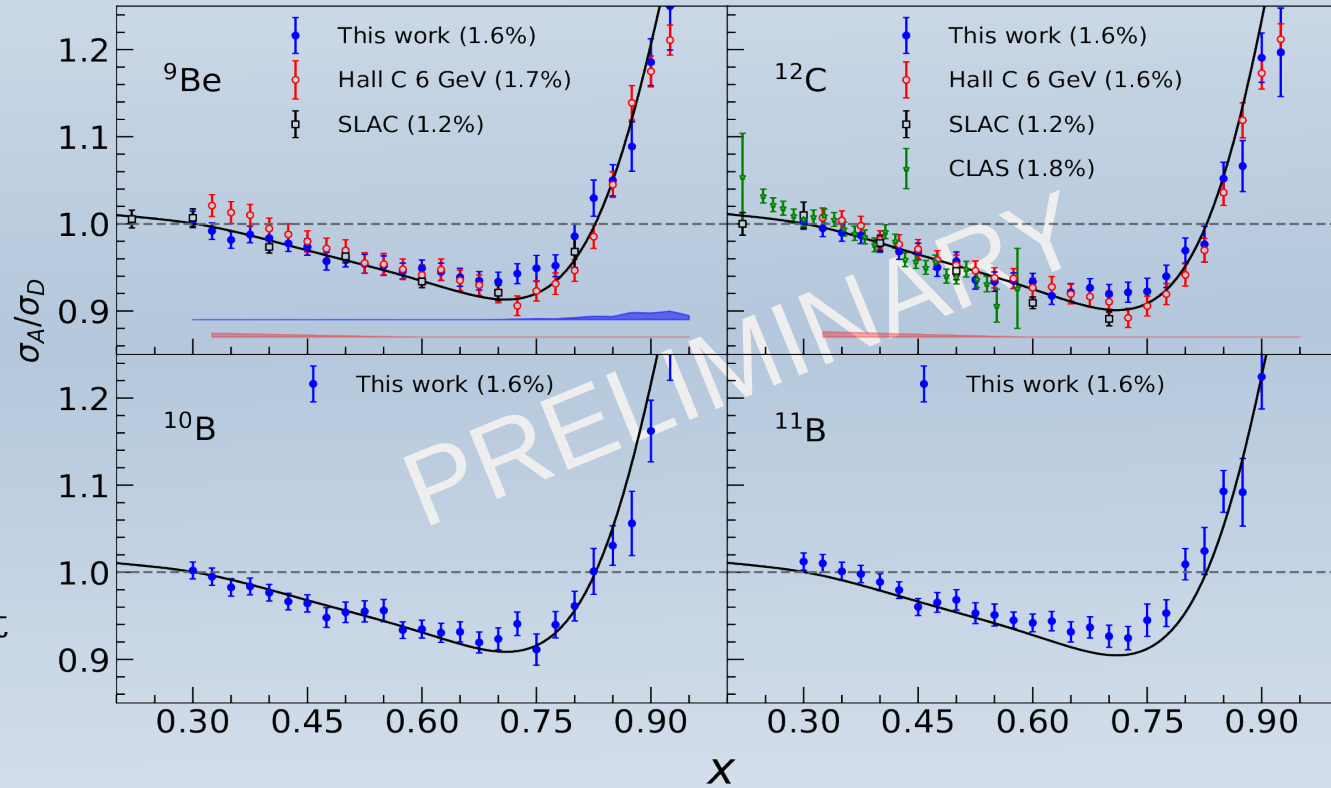 σA/σD
1.2
1.1
1.0
0.9
⁹Be
This work (1.6%)
Hall C 6 GeV (1.7%)
SLAC (1.2%)
¹²C
This work (1.6%)
Hall C 6 GeV (1.6%)
SLAC (1.2%)
CLAS (1.8%)
PRELIMINARY
1.2
1.1
1.0
0.9
¹⁰B
This work (1.6%)
¹¹B
This work (1.6%)
0.30 0.45 0.60 0.75 0.90 0.30 0.45 0.60 0.75 0.90
x